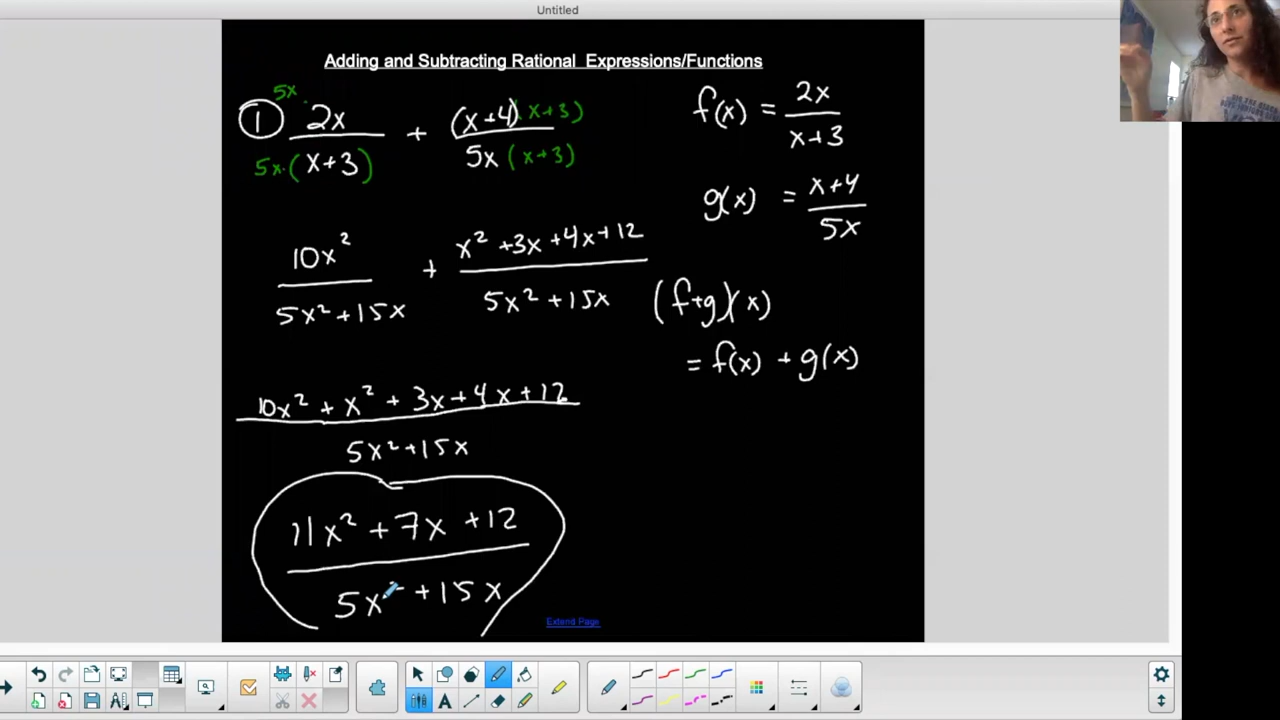 Untitled
Adding and Subtracting Rational Expressions/Functions
① 5x · 2x / 5x·(x+3) + (x+4)(x+3) / 5x(x+3)
10x² / 5x²+15x + x²+3x+4x+12 / 5x²+15x
10x² + x² + 3x+4x+12 / 5x²+15x
11x² +7x +12 / 5x² +15x
f(x) = 2x / x+3
g(x) = x+4 / 5x
(f+g)(x)
= f(x) + g(x)
Extend Page